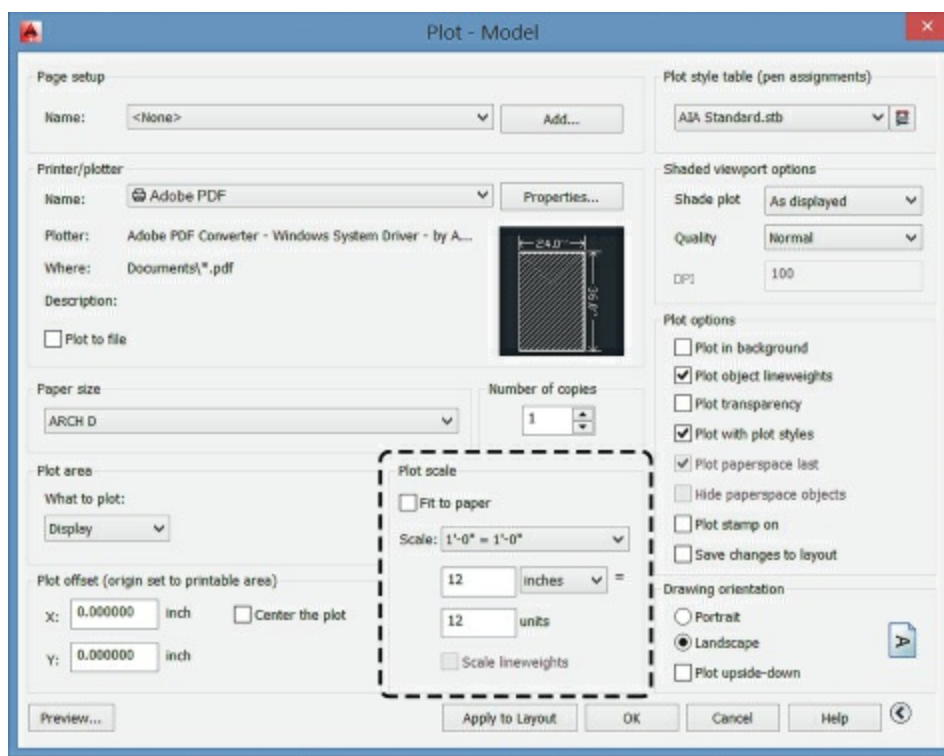 Plot - Model
Page setup
Name: <None> Add...
Printer/plotter
Name: Adobe PDF Properties...
Plotter: Adobe PDF Converter - Windows System Driver - by A...
Where: Documents\*.pdf
Description:
Plot to file
24.0"
36.0"
Paper size
ARCH D
Number of copies
1
Plot area
What to plot:
Display
Plot scale
Fit to paper
Scale: 1'-0" = 1'-0"
12 inches =
12 units
Scale lineweights
Plot offset (origin set to printable area)
X: 0.000000 inch Center the plot
Y: 0.000000 inch
Plot style table (pen assignments)
AIA Standard.stb
Shaded viewport options
Shade plot As displayed
Quality Normal
DPI 100
Plot options
Plot in background
Plot object lineweights
Plot transparency
Plot with plot styles
Plot paperspace last
Hide paperspace objects
Plot stamp on
Save changes to layout
Drawing orientation
Portrait
Landscape
Plot upside-down
A
Preview... Apply to Layout OK Cancel Help